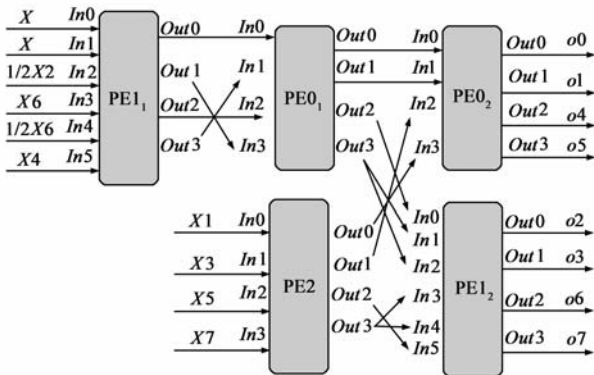 X In0
X In1
1/2X2 In2
X6 In3
1/2X6 In4
X4 In5
PE1₁
Out0 In0
Out1 In1
Out2 In2
Out3 In3
PE0₁
Out0 In0
Out1 In1
Out2 In2
Out3 In3
PE0₂
Out0 o0
Out1 o1
Out2 o4
Out3 o5
X1 In0
X3 In1
X5 In2
X7 In3
PE2
Out0 In0
In1
Out1 In2
Out2 In3
Out3 In4
In5
PE1₂
Out0 o2
Out1 o3
Out2 o6
Out3 o7